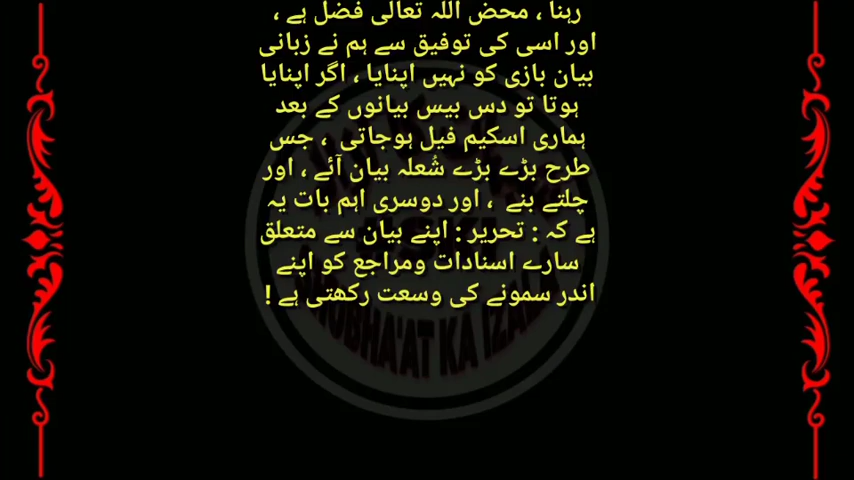 رہنا ، محض اللہ تعالی فضل ہے ،
اور اسی کی توفیق سے ہم نے زبانی
بیان بازی کو نہیں اپنایا ، اگر اپنایا
ہوتا تو دس بیس بیانوں کے بعد
ہماری اسکیم فیل ہوجاتی ، جس
طرح بڑے بڑے شُعلہ بیان آئے ، اور
چلتے بنے ، اور دوسری اہم بات یہ
ہے کہ : تحریر : اپنے بیان سے متعلق
سارے اسنادات ومراجع کو اپنے
اندر سمونے کی وسعت رکھتی ہے !
KA